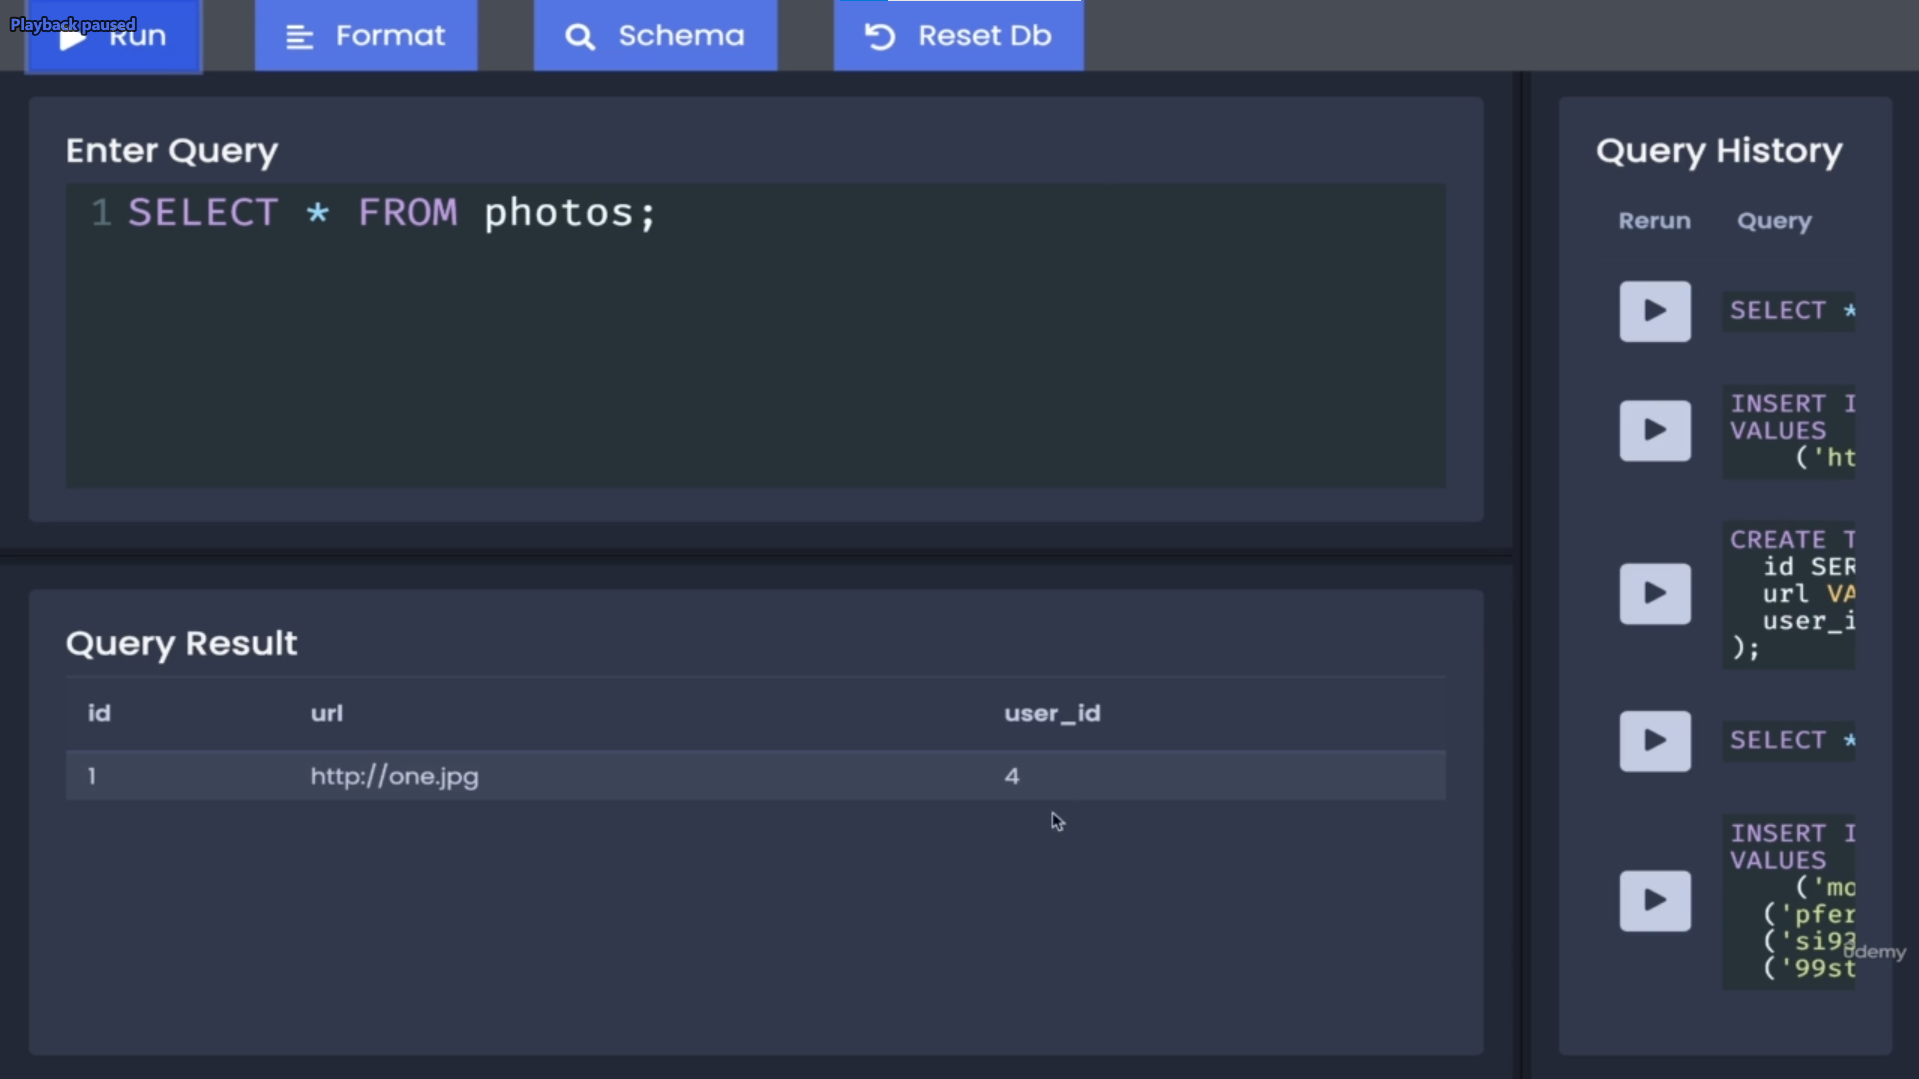 Playback paused
Run
Format
Schema
Reset Db
Enter Query
1 SELECT * FROM photos;
Query Result
id url user_id
1 http://one.jpg 4
Query History
Rerun Query
SELECT *
INSERT I
VALUES
('ht
CREATE T
id SER
url VA
user_i
);
SELECT *
INSERT I
VALUES
('mo
('pfer
('si93
('99st
udemy